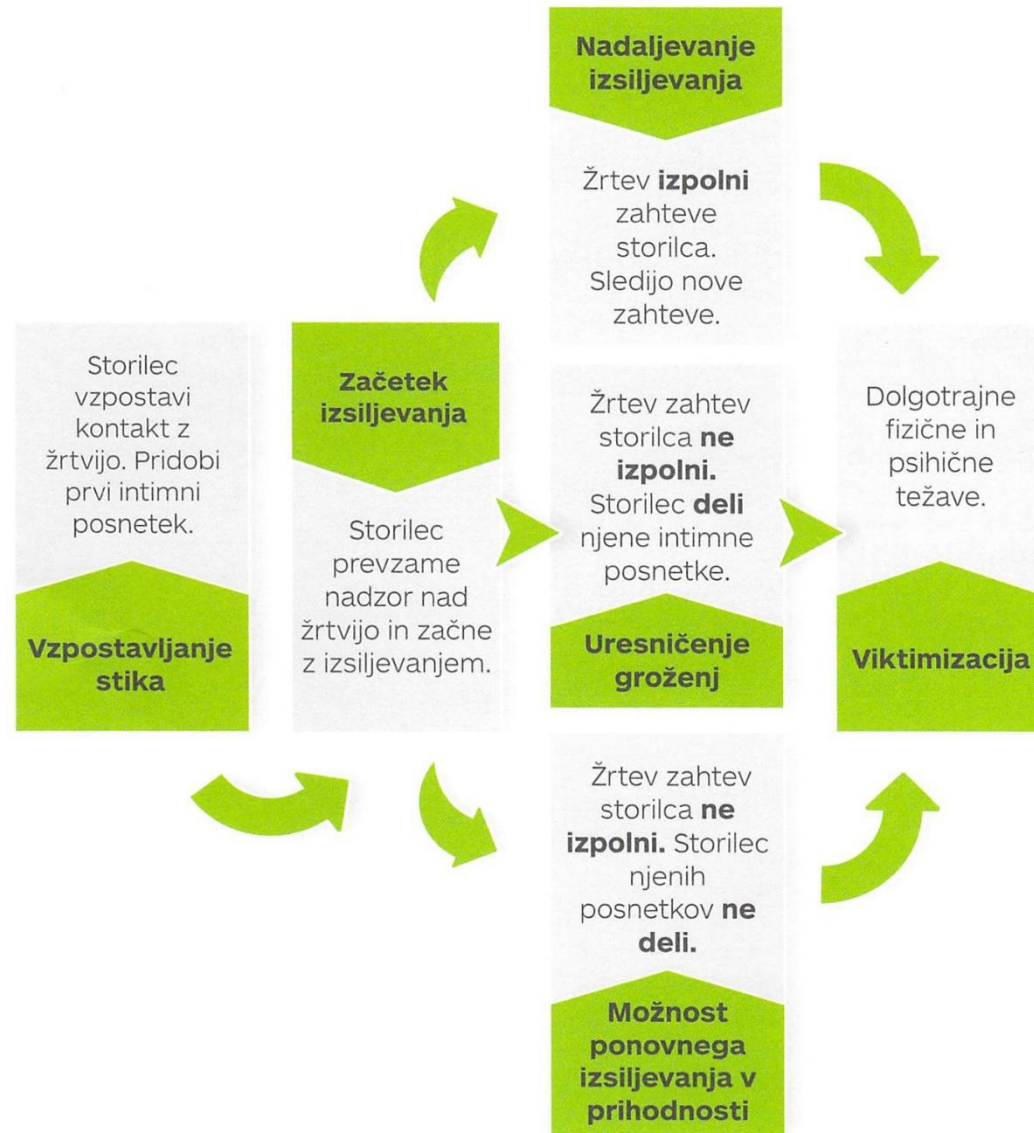 Storilec
vzpostavi
kontakt z
žrtvijo. Pridobi
prvi intimni
posnetek.
Vzpostavljanje
stika
Začetek
izsiljevanja
Storilec
prevzame
nadzor nad
žrtvijo in začne
z izsiljevanjem.
Nadaljevanje
izsiljevanja
Žrtev izpolni
zahteve
storilca.
Sledijo nove
zahteve.
Žrtev zahtev
storilca ne
izpolni.
Storilec deli
njene intimne
posnetke.
Uresničenje
groženj
Žrtev zahtev
storilca ne
izpolni. Storilec
njenih
posnetkov ne
deli.
Možnost
ponovnega
izsiljevanja v
prihodnosti
Dolgotrajne
fizične in
psihične
težave.
Viktimizacija